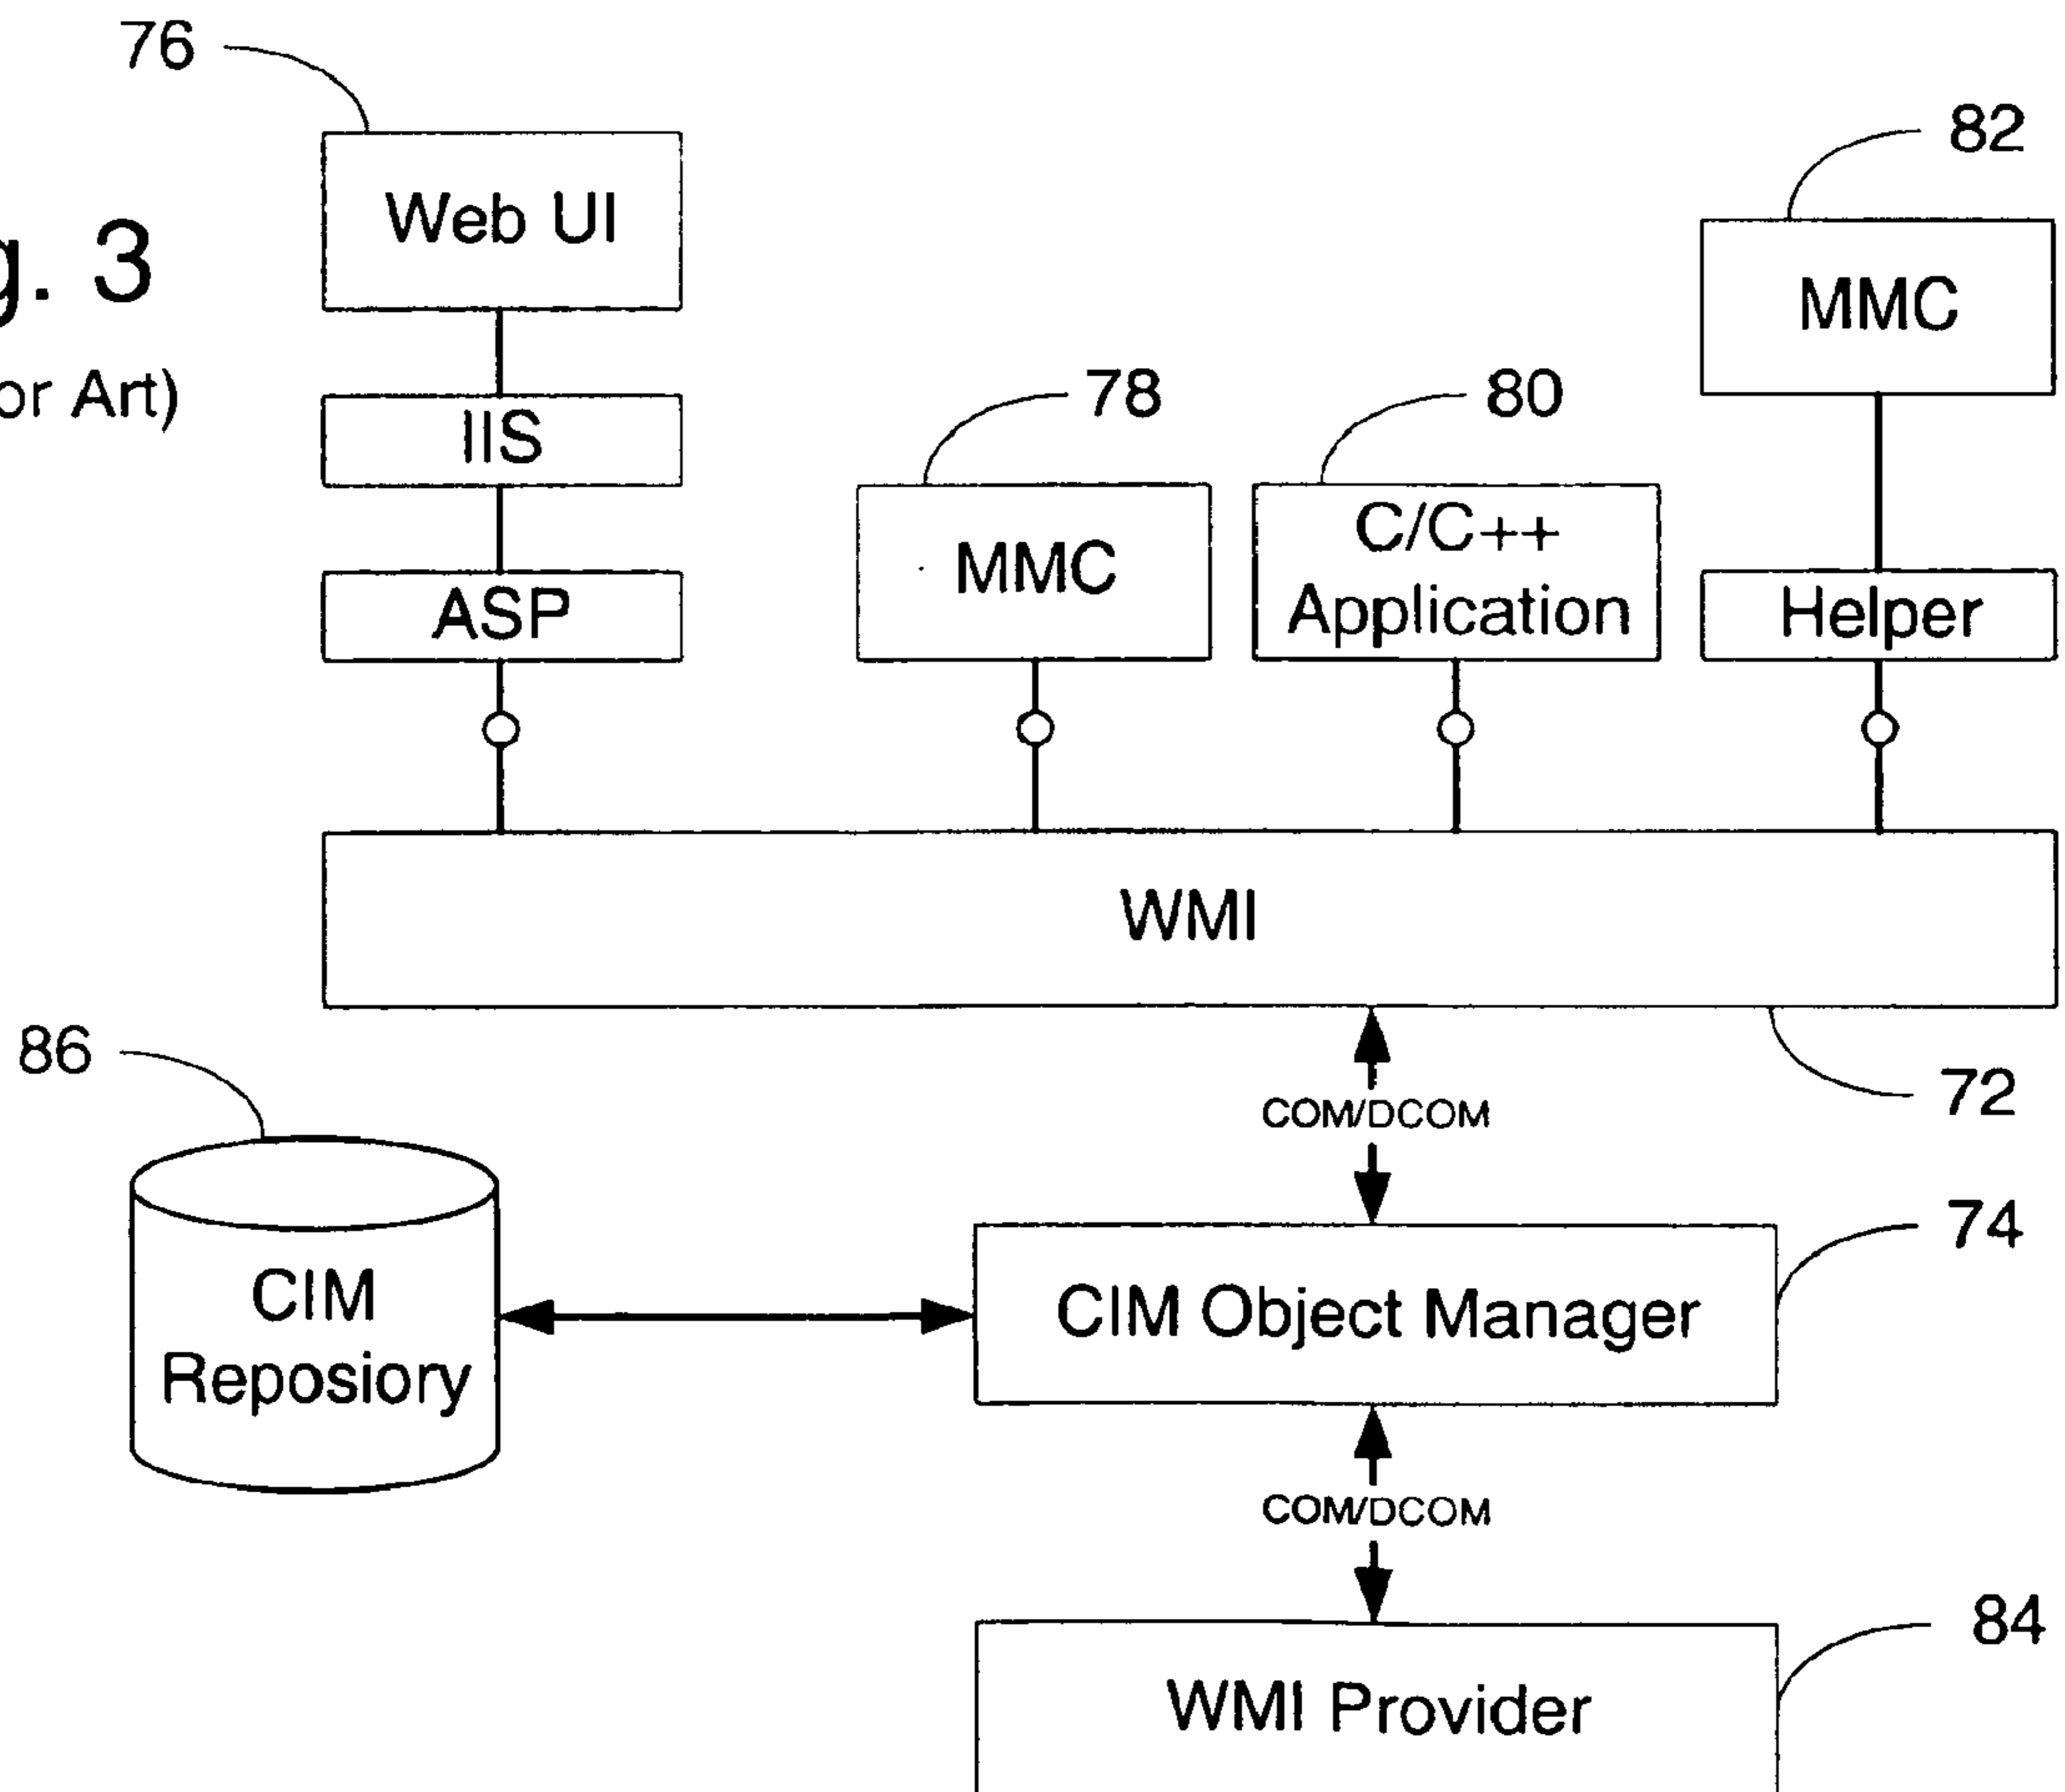 76
82
Web UI
g. 3
MMC
or Art)
IIS
78
80
ASP
MMC
C/C++
Application
Helper
WMI
86
72
COM/DCOM
74
CIM
Reposiory
CIM Object Manager
COM/DCOM
84
WMI Provider